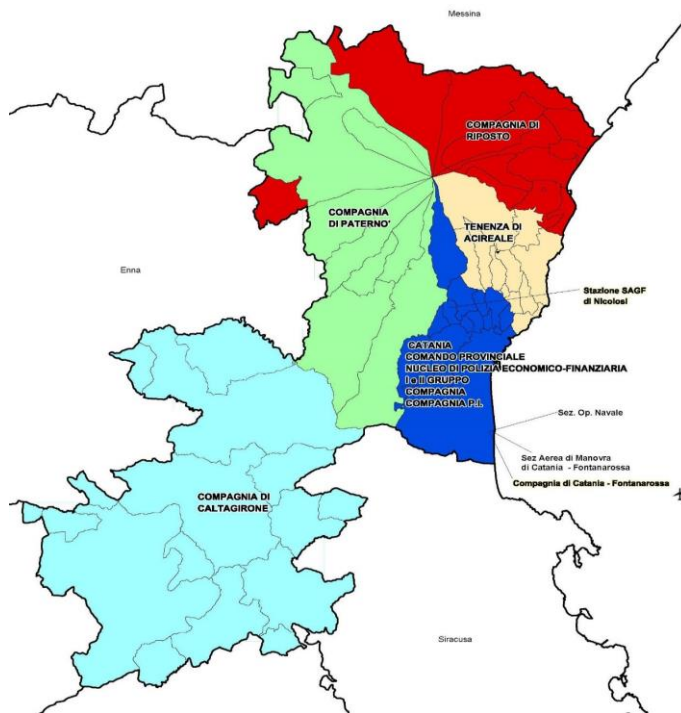 Messina
COMPAGNIA DI
RIPOSTO
COMPAGNIA
DI PATERNO'
TENENZA DI
ACIREALE
Enna
Stazione SAGF
di Nicolosi
CATANIA
COMANDO PROVINCIALE
NUCLEO DI POLIZIA ECONOMICO-FINANZIARIA
I e II GRUPPO
COMPAGNIA
COMPAGNIA P.I.
Sez. Op. Navale
Sez Aerea di Manovra
di Catania - Fontanarossa
Compagnia di Catania - Fontanarossa
COMPAGNIA DI
CALTAGIRONE
Siracusa